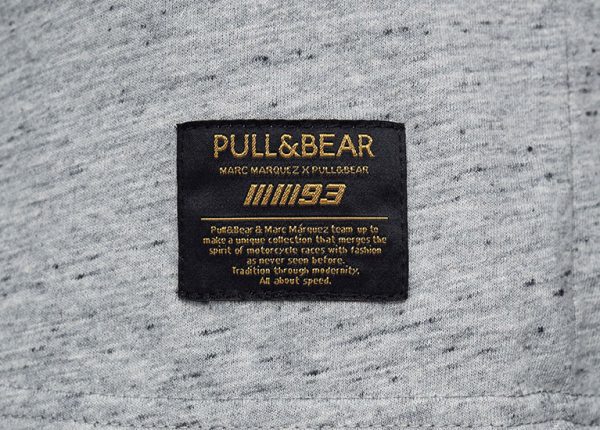 PULL&BEAR
MARC MARQUEZ X PULL&BEAR
93
Pull&Bear & Marc Márquez team up to
make a unique collection that merges the
spirit of motorcycle races with fashion
as never seen before.
Tradition through modernity.
All about speed.